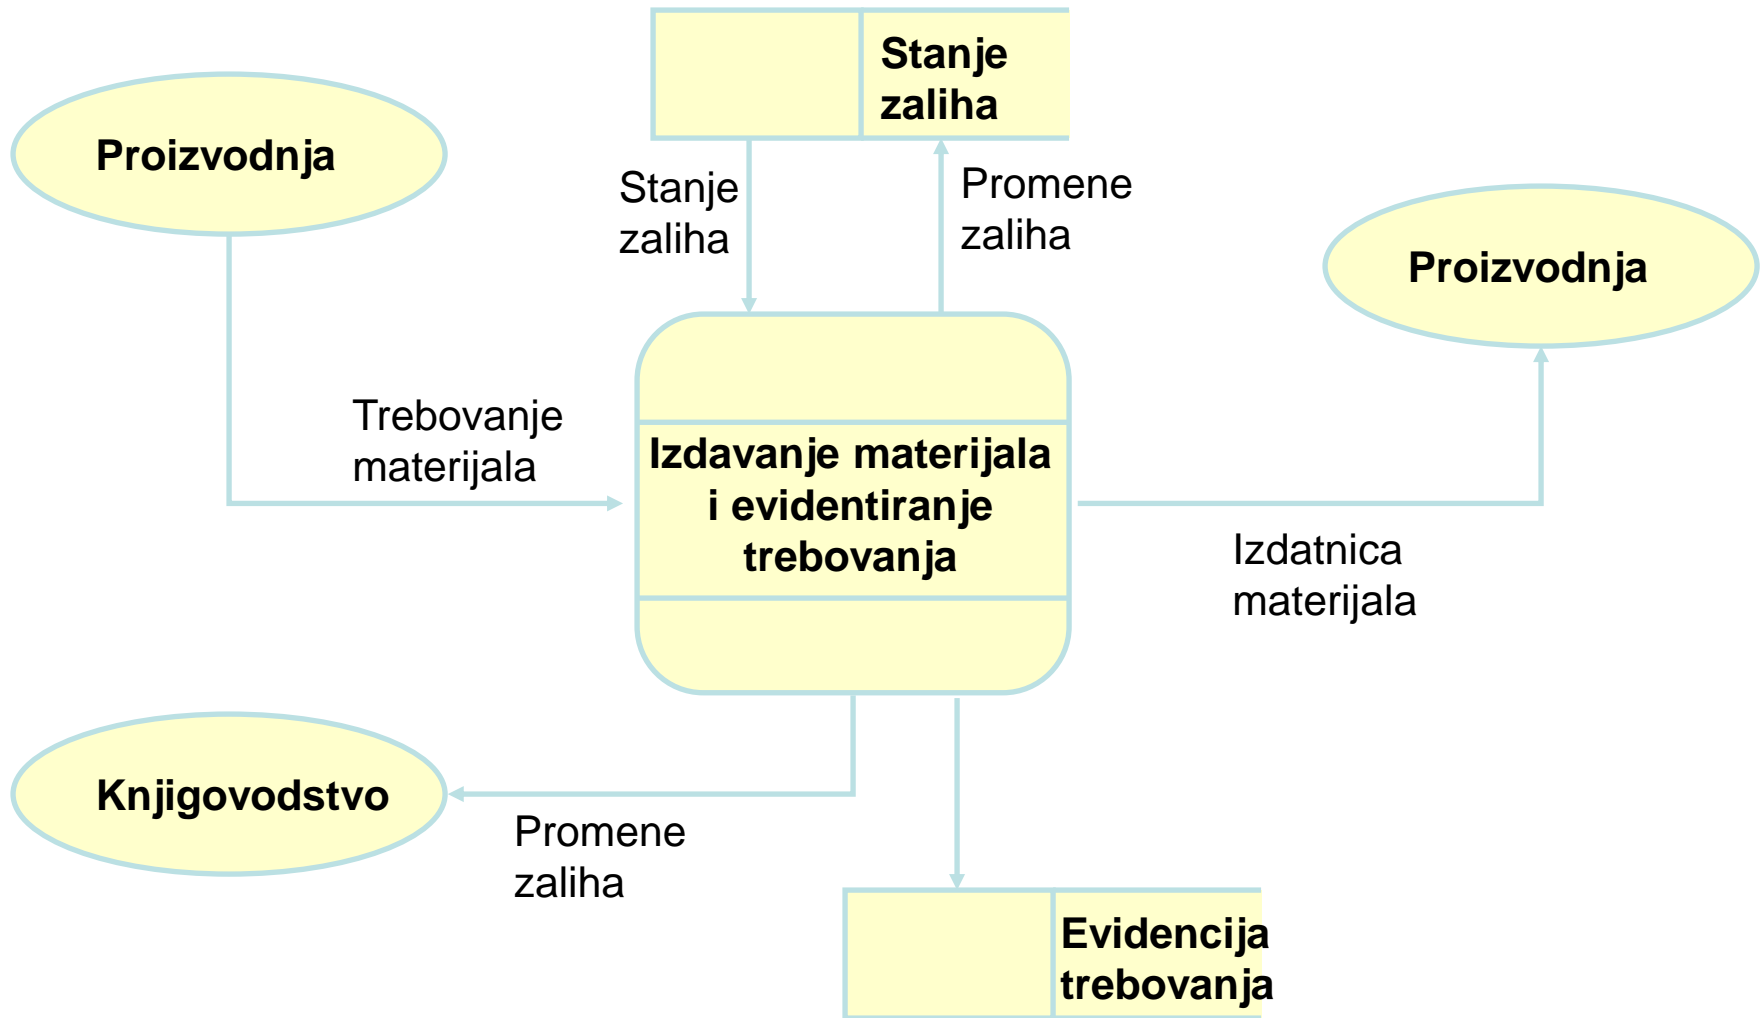 Stanje
zaliha
Proizvodnja
Stanje
zaliha
Promene
zaliha
Proizvodnja
Trebovanje
materijala
Izdavanje materijala
i evidentiranje
trebovanja
Izdatnica
materijala
Knjigovodstvo
Promene
zaliha
Evidencija
trebovanja